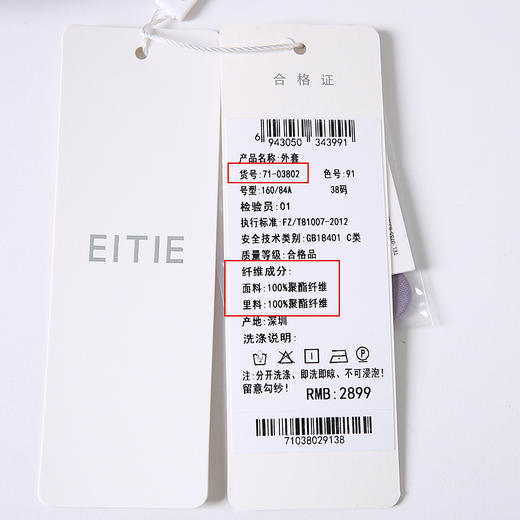 EITIE
合格证
6 943050 343991
产品名称:外套
货号:71-03802 色号:91
号型:160/84A 38码
检验员:01
执行标准:FZ/T81007-2012
安全技术类别:GB18401 C类
质量等级:合格品
纤维成分:
面料:100%聚酯纤维
里料:100%聚酯纤维
产地:深圳
洗涤说明:
注:分开洗涤、即洗即晾、不可浸泡!
留意勾纱!
RMB:2899
71038029138